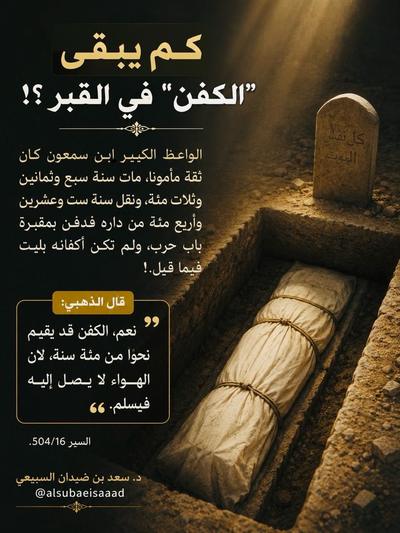 كم يبقى
"الكفن" في القبر ؟!
الواعظ الكبير ابن سمعون كان
ثقة مأمونا، مات سنة سبع وثمانين
وثلاث مئة، ونقل سنة ست وعشرين
وأربع مئة من داره فدفن بمقبرة
باب حرب، ولم تكن أكفانه بليت
فيما قيل.!
قال الذهبي:
نعم، الكفن قد يقيم
نحوا من مئة سنة، لان
الهواء لا يصل إليه
فيسلم.
السير 504/16.
د. سعد بن ضيدان السبيعي
@alsubaeisaaad
كل نفس
الموت